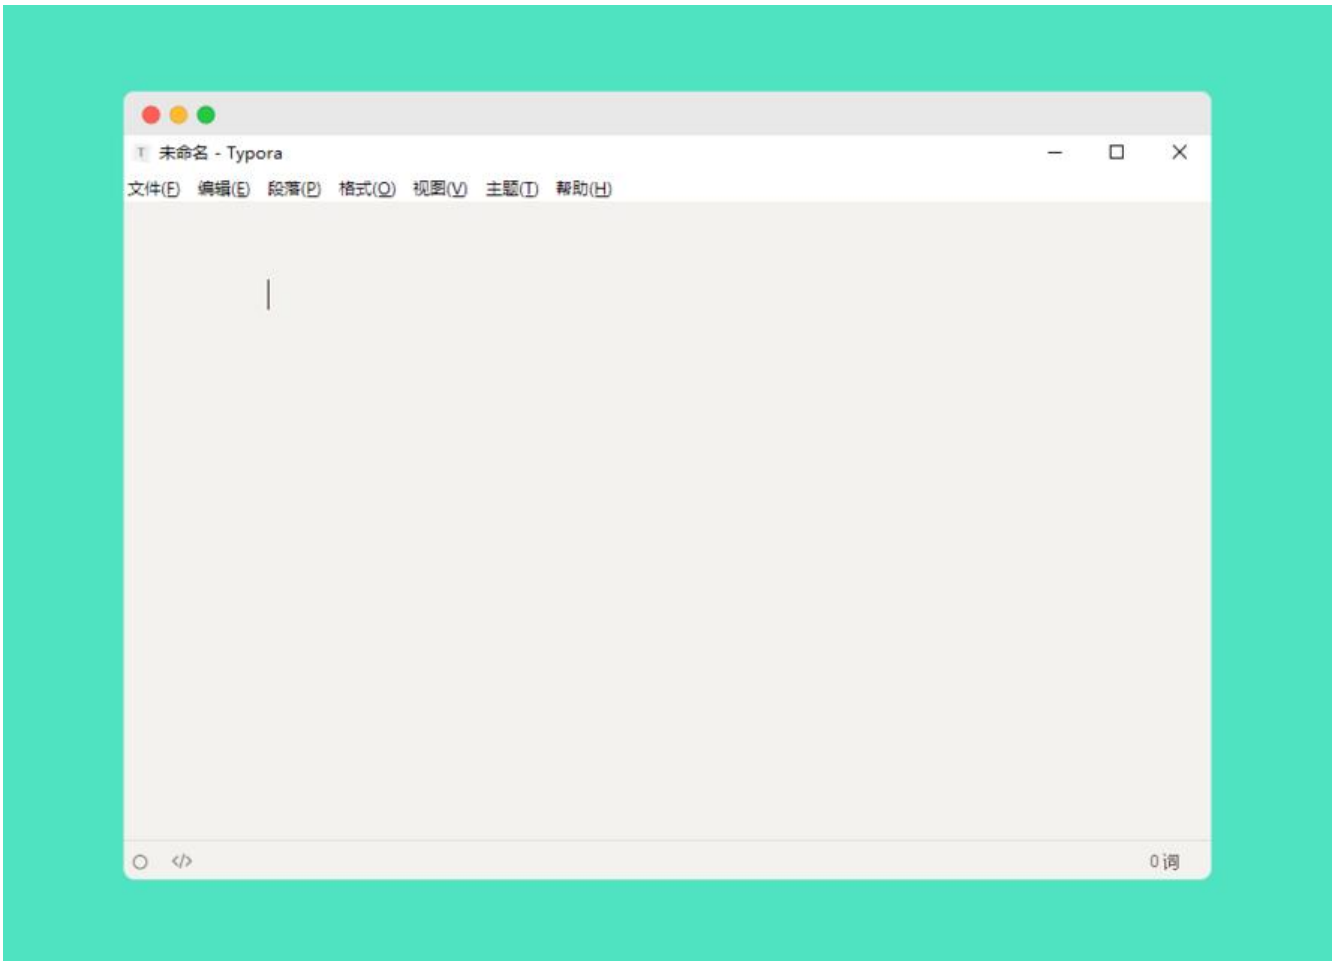 T 未命名 - Typora
文件(F) 编辑(E) 段落(P) 格式(O) 视图(V) 主题(T) 帮助(H)
</> 0 词